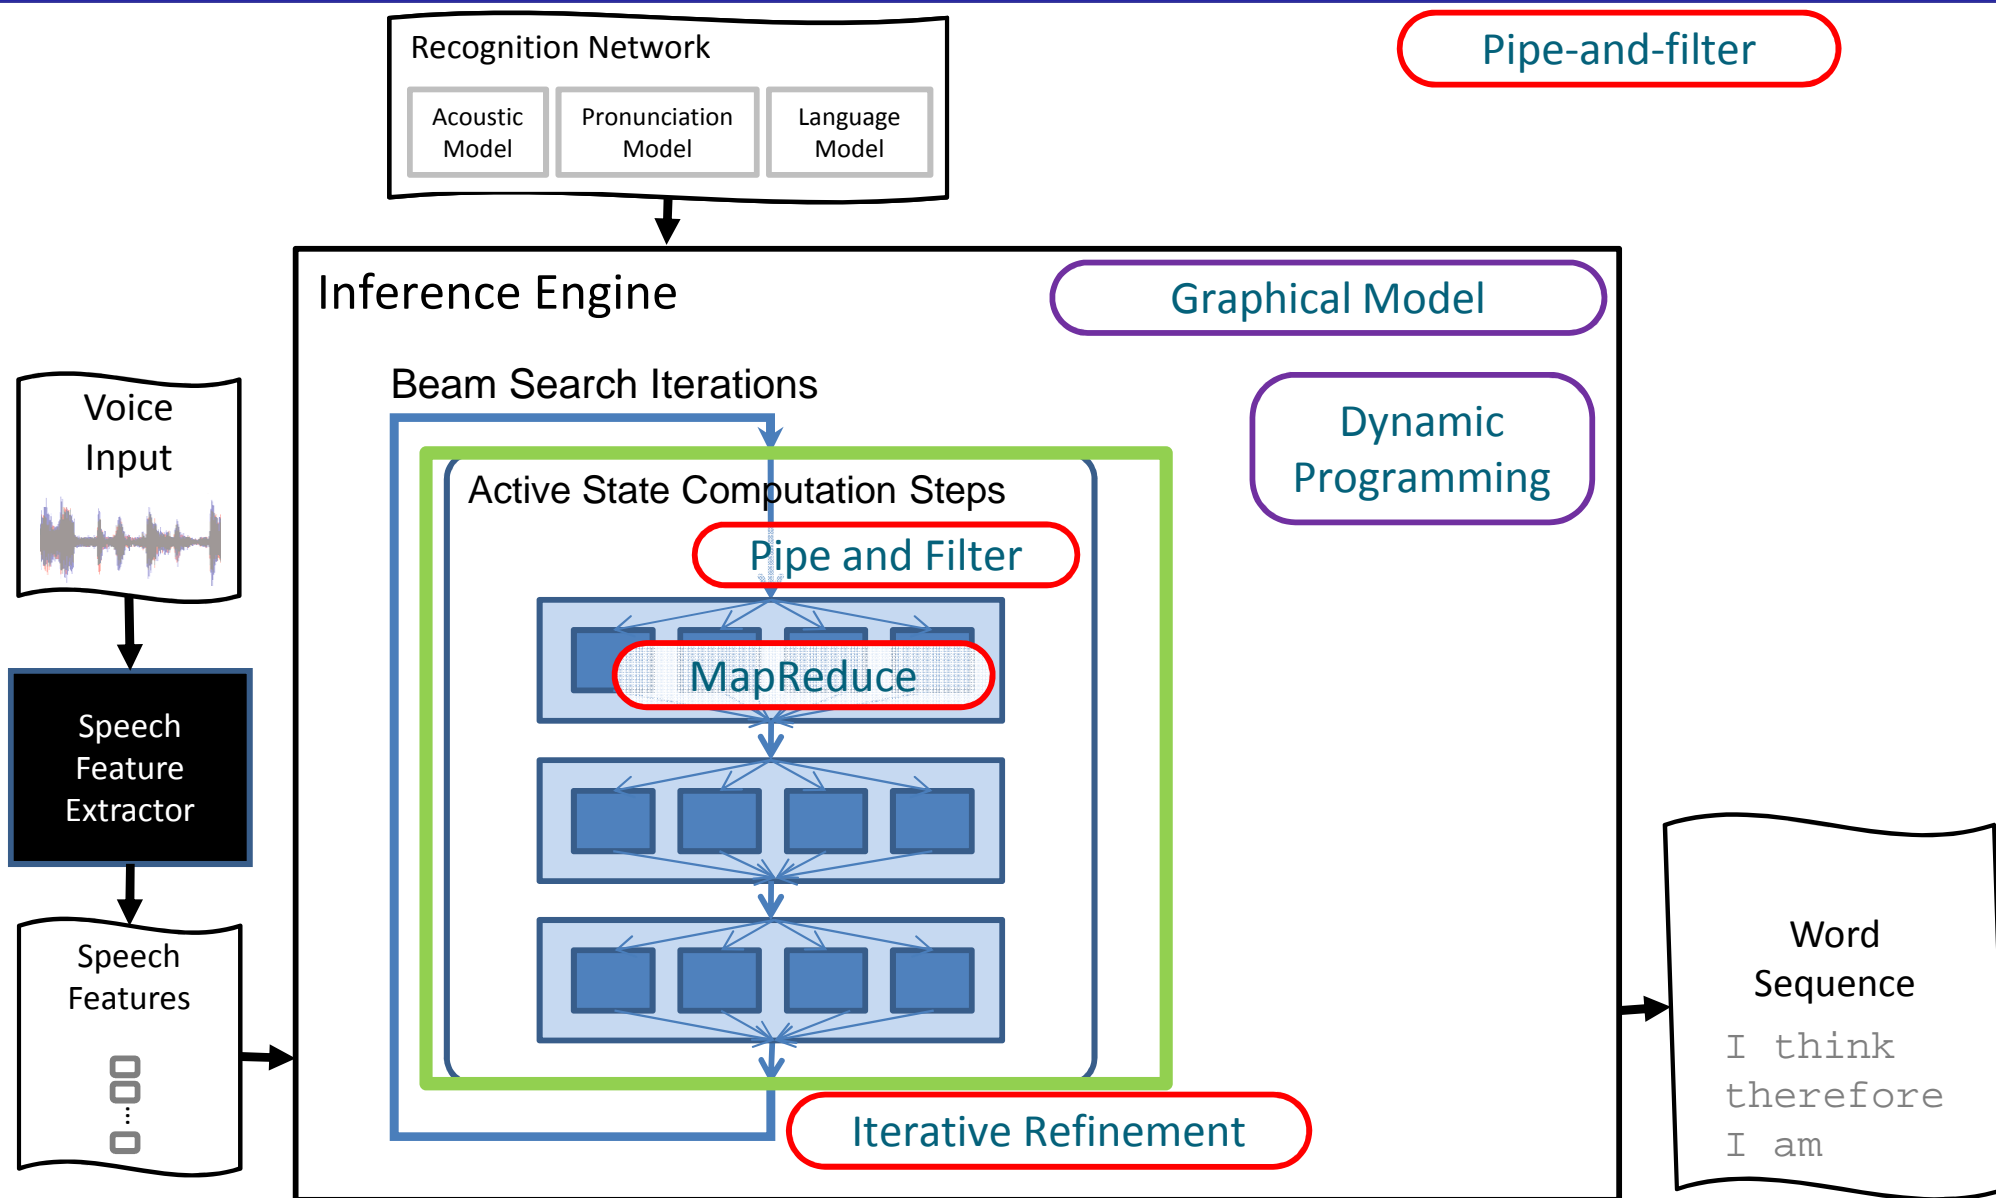 Recognition Network
Pipe-and-filter
Acoustic
Model
Pronunciation
Model
Language
Model
Inference Engine
Graphical Model
Beam Search Iterations
Dynamic
Programming
Voice
Input
Active State Computation Steps
Pipe and Filter
MapReduce
Speech
Feature
Extractor
Speech
Features
...
Iterative Refinement
Word
Sequence
I think
therefore
I am